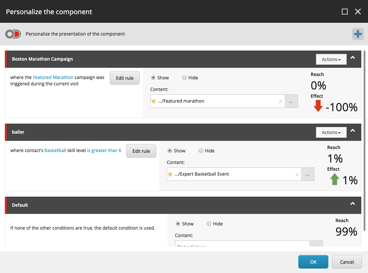 Personalize the component
Personalize the presentation of the component
Boston Marathon Campaign
Actions
where the Featured Marathon campaign was
triggered during the current visit
Edit rule
Show
Hide
Content:
.../Featured marathon
...
Reach
0%
Effect
-100%
baller
Actions
where contact's Basketball skill level is greater than 6
Edit rule
Show
Hide
Content:
.../Expert Basketball Event
...
Reach
1%
Effect
1%
Default
If none of the other conditions are true, the default condition is used.
Show
Hide
Content:
Reach
99%
OK
Cancel